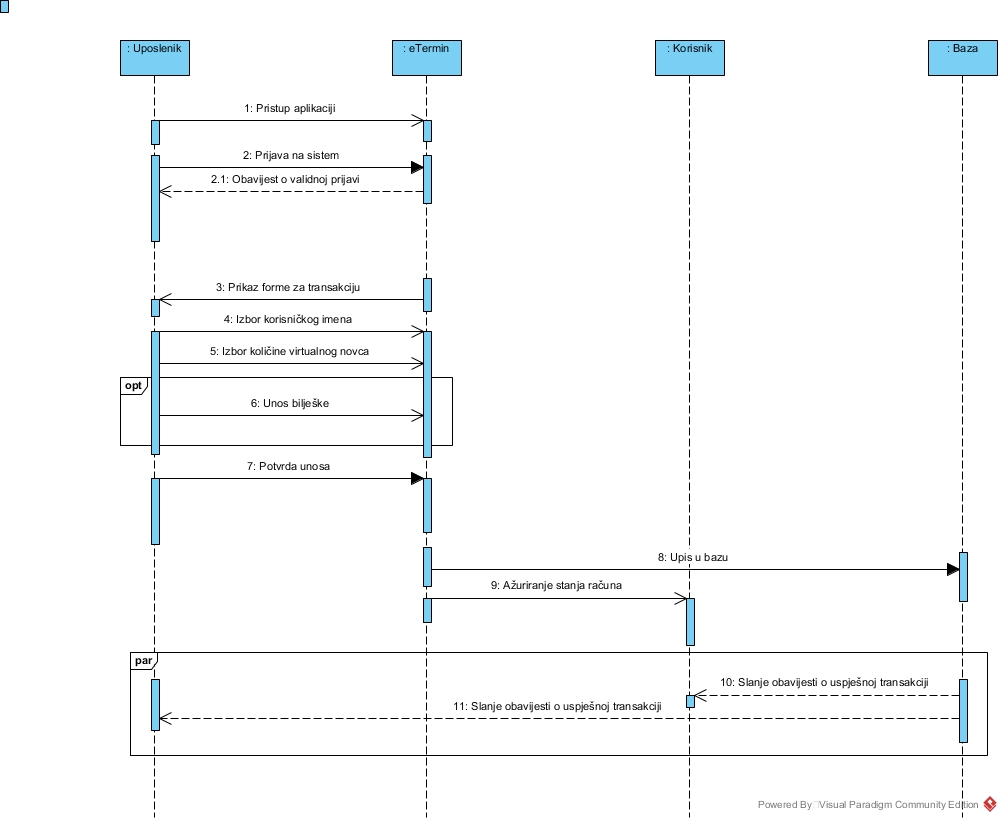 : Uposlenik
: eTermin
: Korisnik
: Baza
1: Pristup aplikaciji
2: Prijava na sistem
2.1: Obavijest o validnoj prijavi
3: Prikaz forme za transakciju
4: Izbor korisničkog imena
5: Izbor količine virtualnog novca
opt
6: Unos bilješke
7: Potvrda unosa
8: Upis u bazu
9: Ažuriranje stanja računa
par
10: Slanje obavijesti o uspješnoj transakciji
11: Slanje obavijesti o uspješnoj transakciji
Powered By Visual Paradigm Community Edition